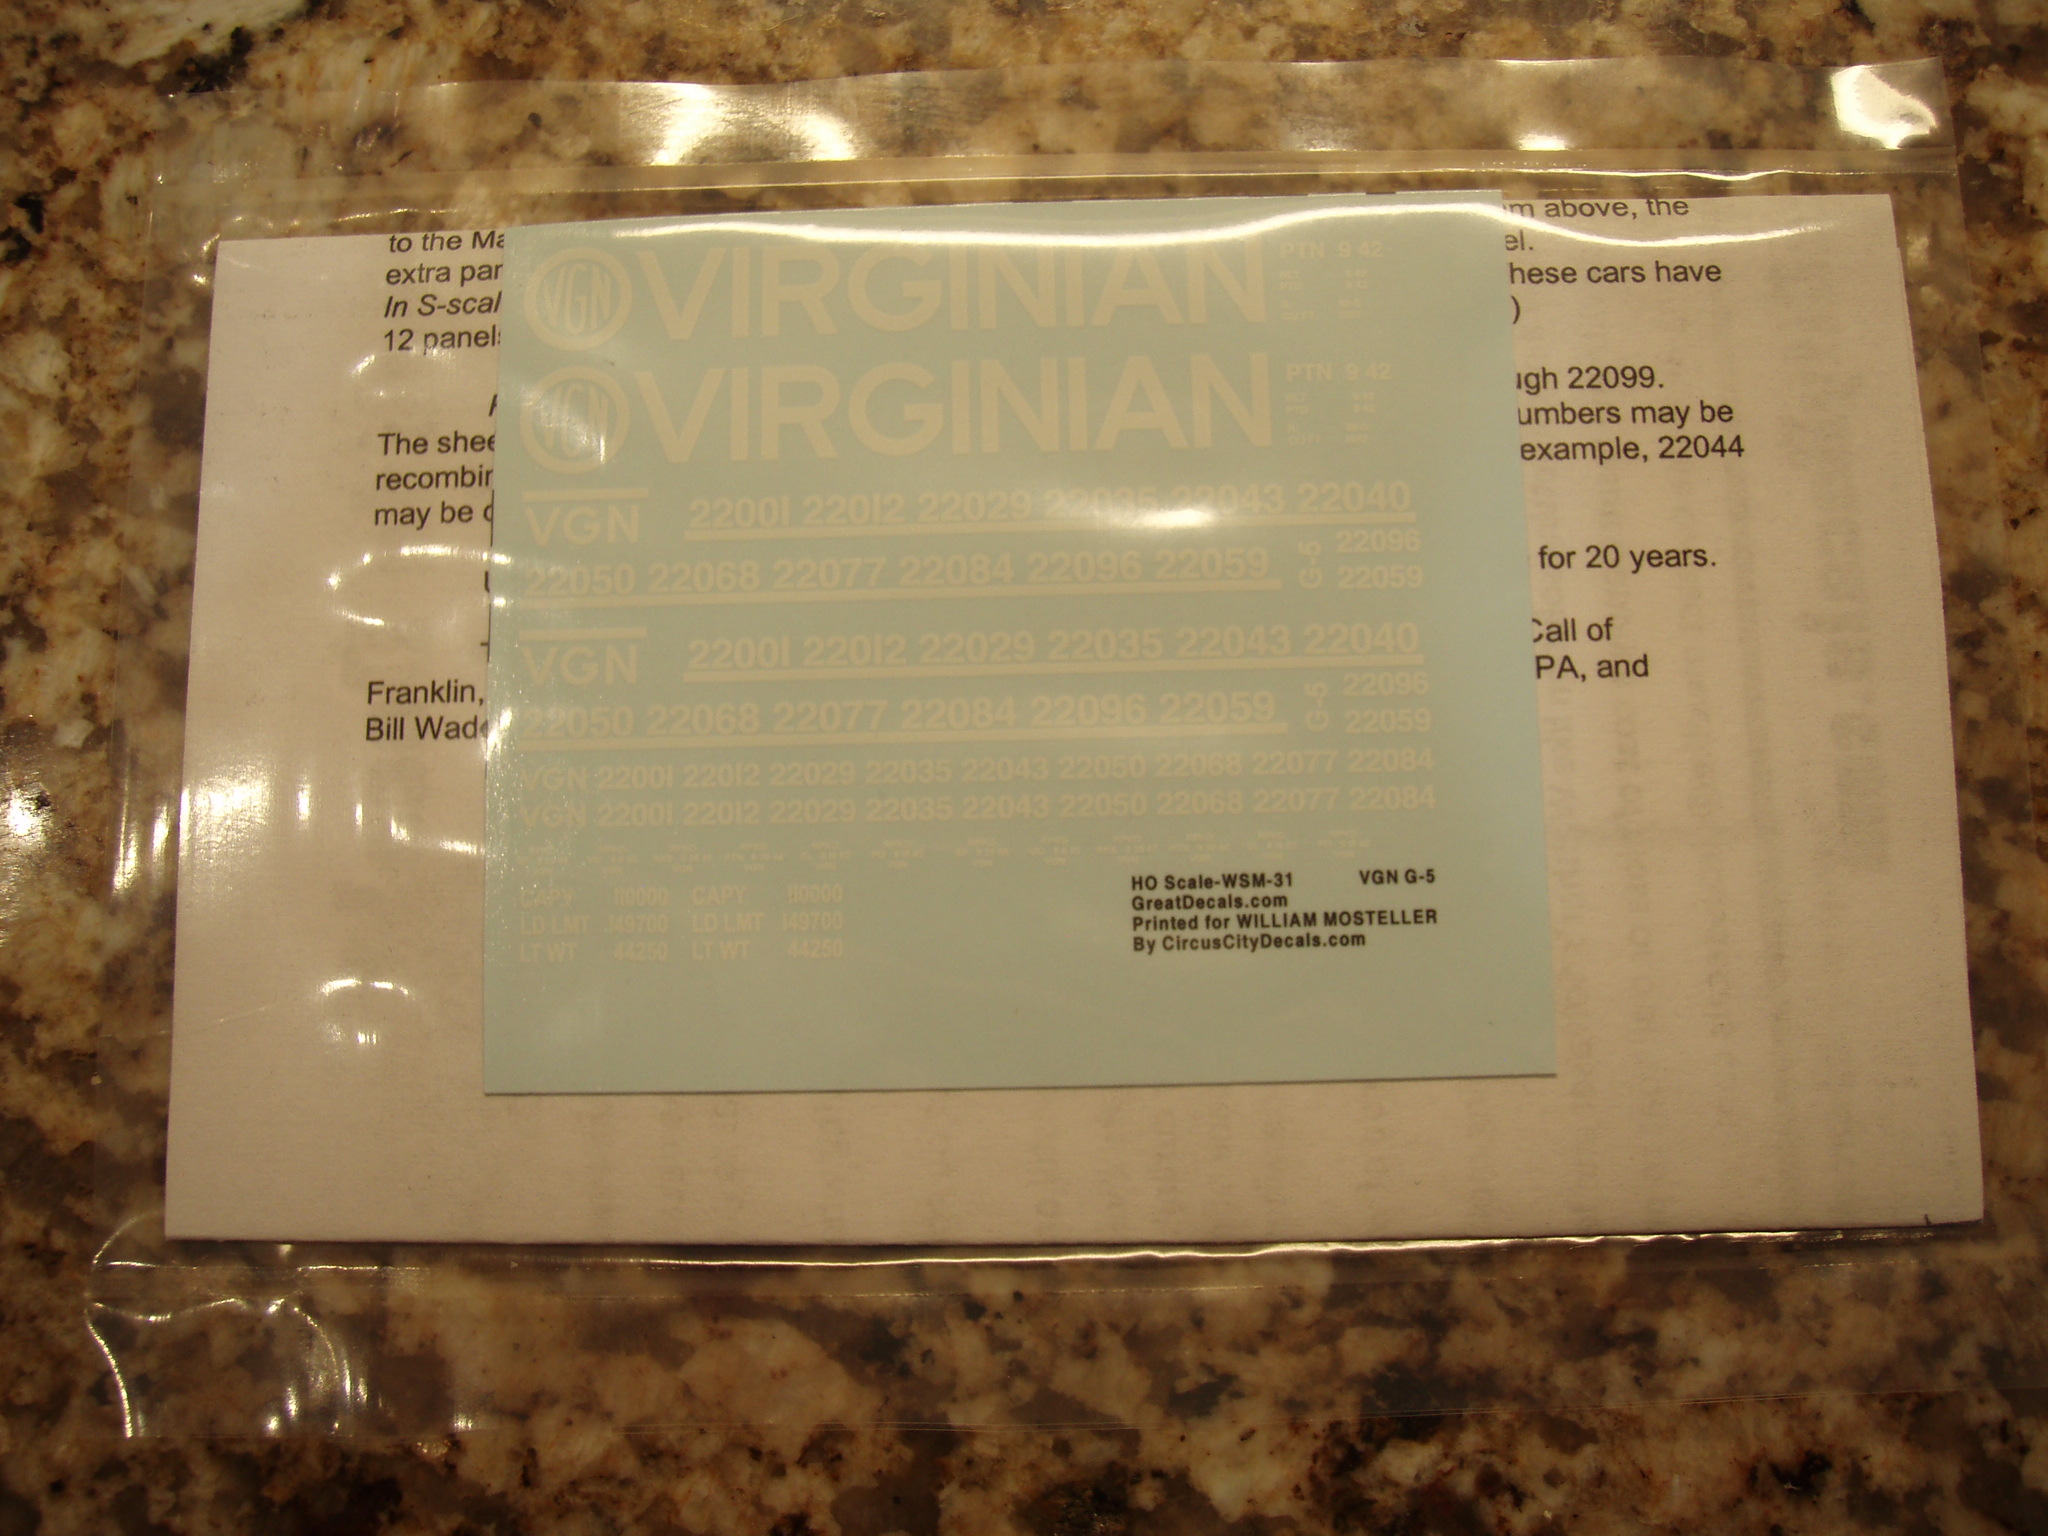 m above, the
to the Ma
el.
extra par
hese cars have
In S-scal
)
12 panel
ugh 22099.
umbers may be
The shee
example, 22044
recombin
may be
for 20 years.
Call of
PA, and
Franklin,
Bill Wade
VGN VIRGINIAN PTN 9 42
VGN VIRGINIAN PTN 9 42
VGN 22001 22012 22029 22035 22043 22040
22050 22068 22077 22084 22096 22059 G-5 22096
22059
VGN 22001 22012 22029 22035 22043 22040
22050 22068 22077 22084 22096 22059 G-5 22096
22059
VGN 22001 22012 22029 22035 22043 22050 22068 22077 22084
VGN 22001 22012 22029 22035 22043 22050 22068 22077 22084
CAPY 110000 CAPY 110000
LD LMT 149700 LD LMT 149700
LT WT 44250 LT WT 44250
HO Scale-WSM-31 VGN G-5
GreatDecals.com
Printed for WILLIAM MOSTELLER
By CircusCityDecals.com